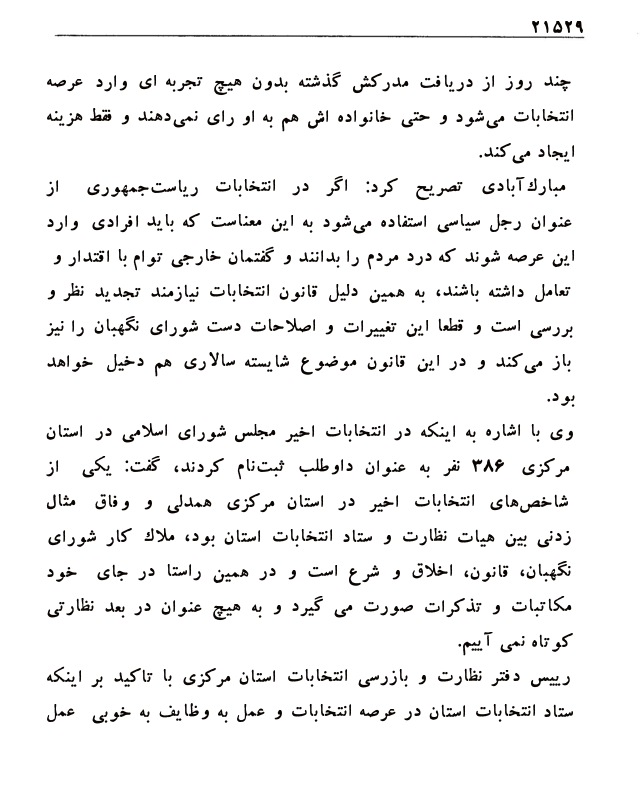 ۲۱۵۲۹
چند روز از دریافت مدرکش گذشته بدون هیچ تجربه ای وارد عرصه
انتخابات می‌شود و حتی خانواده اش هم به او رای نمی‌دهند و فقط هزینه
ایجاد می‌کند.
مبارك‌آبادی تصریح کرد: اگر در انتخابات ریاست‌جمهوری از
عنوان رجل سیاسی استفاده می‌شود به این معناست که باید افرادی وارد
این عرصه شوند که درد مردم را بدانند و گفتمان خارجی توام با اقتدار و
تعامل داشته باشند، به همین دلیل قانون انتخابات نیازمند تجدید نظر و
بررسی است و قطعا این تغییرات و اصلاحات دست شورای نگهبان را نیز
باز می‌کند و در این قانون موضوع شایسته سالاری هم دخیل خواهد
بود.
وی با اشاره به اینکه در انتخابات اخیر مجلس شورای اسلامی در استان
مرکزی ۳۸۶ نفر به عنوان داوطلب ثبت‌نام کردند، گفت: یکی از
شاخص‌های انتخابات اخیر در استان مرکزی همدلی و وفاق مثال
زدنی بین هیات نظارت و ستاد انتخابات استان بود، ملاك کار شورای
نگهبان، قانون، اخلاق و شرع است و در همین راستا در جای خود
مکاتبات و تذکرات صورت می گیرد و به هیچ عنوان در بعد نظارتی
کوتاه نمی آییم.
رییس دفتر نظارت و بازرسی انتخابات استان مرکزی با تاکید بر اینکه
ستاد انتخابات استان در عرصه انتخابات و عمل به وظایف به خوبی عمل